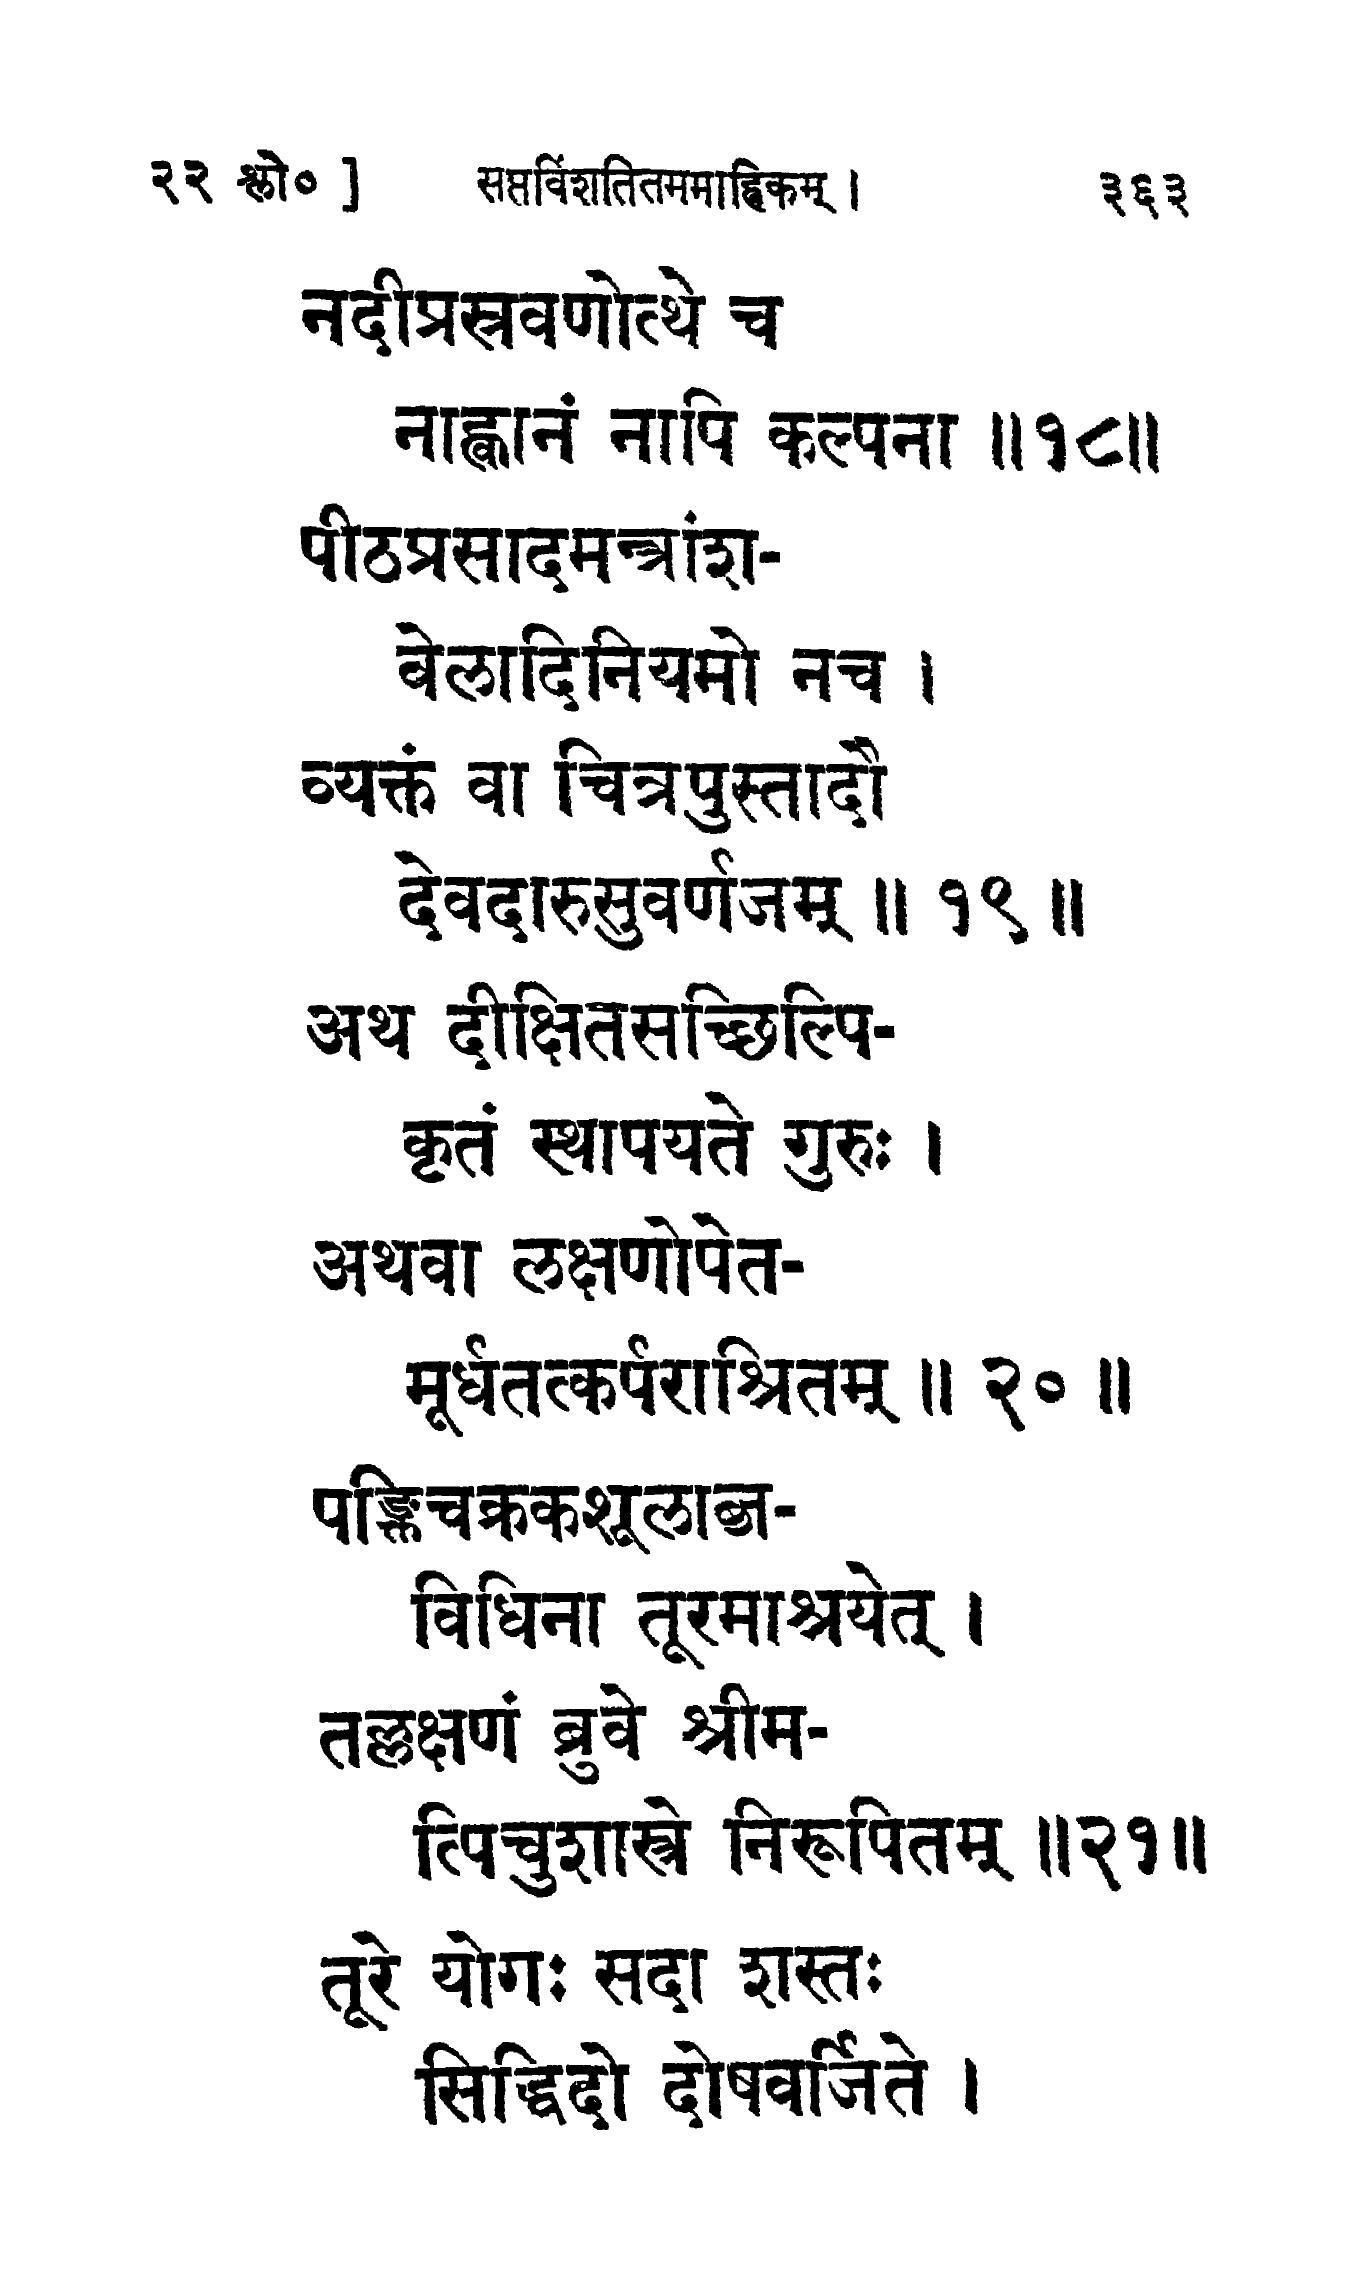 २२ श्लो० ] सप्तविंशतितममाह्निकम् । ३६३
नदीप्रस्रवणोत्थे च
नाह्वानं नापि कल्पना ॥१८॥
पीठप्रसादमन्त्रांश-
वेलादिनियमो नच ।
व्यक्तं वा चित्रपुस्तादौ
देवदारुसुवर्णजम् ॥ १९ ॥
अथ दीक्षितसच्छिल्पि-
कृतं स्थापयते गुरुः ।
अथवा लक्षणोपेत-
मूर्धतत्कर्पराश्रितम् ॥ २० ॥
पङ्क्तिचक्रकशूलाब्ज-
विधिना तूरमाश्रयेत् ।
तल्लक्षणं ब्रुवे श्रीम-
त्पिचुशास्त्रे निरूपितम् ॥२१॥
तूरे योगः सदा शस्तः
सिद्धिदो दोषवर्जिते ।